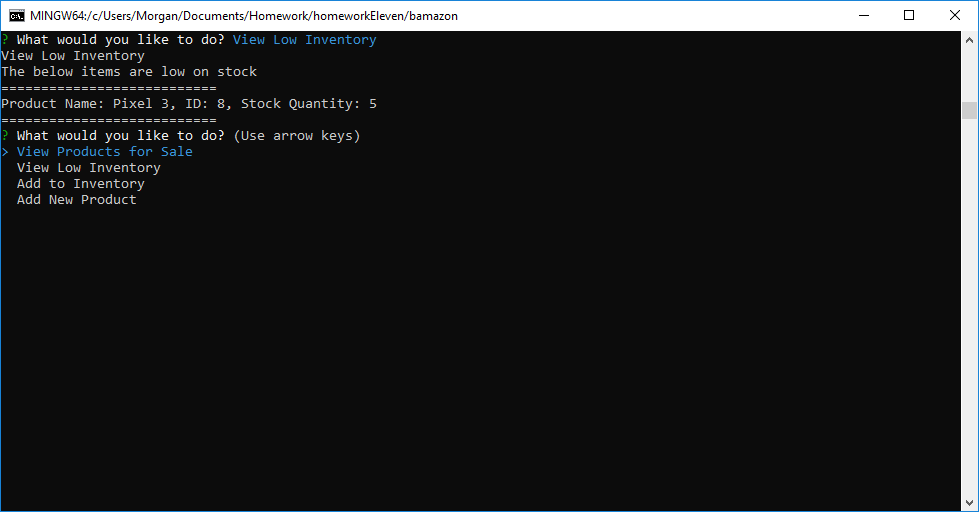 MINGW64:/c/Users/Morgan/Documents/Homework/homeworkEleven/bamazon
? What would you like to do? View Low Inventory
View Low Inventory
The below items are low on stock
===========================
Product Name: Pixel 3, ID: 8, Stock Quantity: 5
===========================
? What would you like to do? (Use arrow keys)
> View Products for Sale
  View Low Inventory
  Add to Inventory
  Add New Product